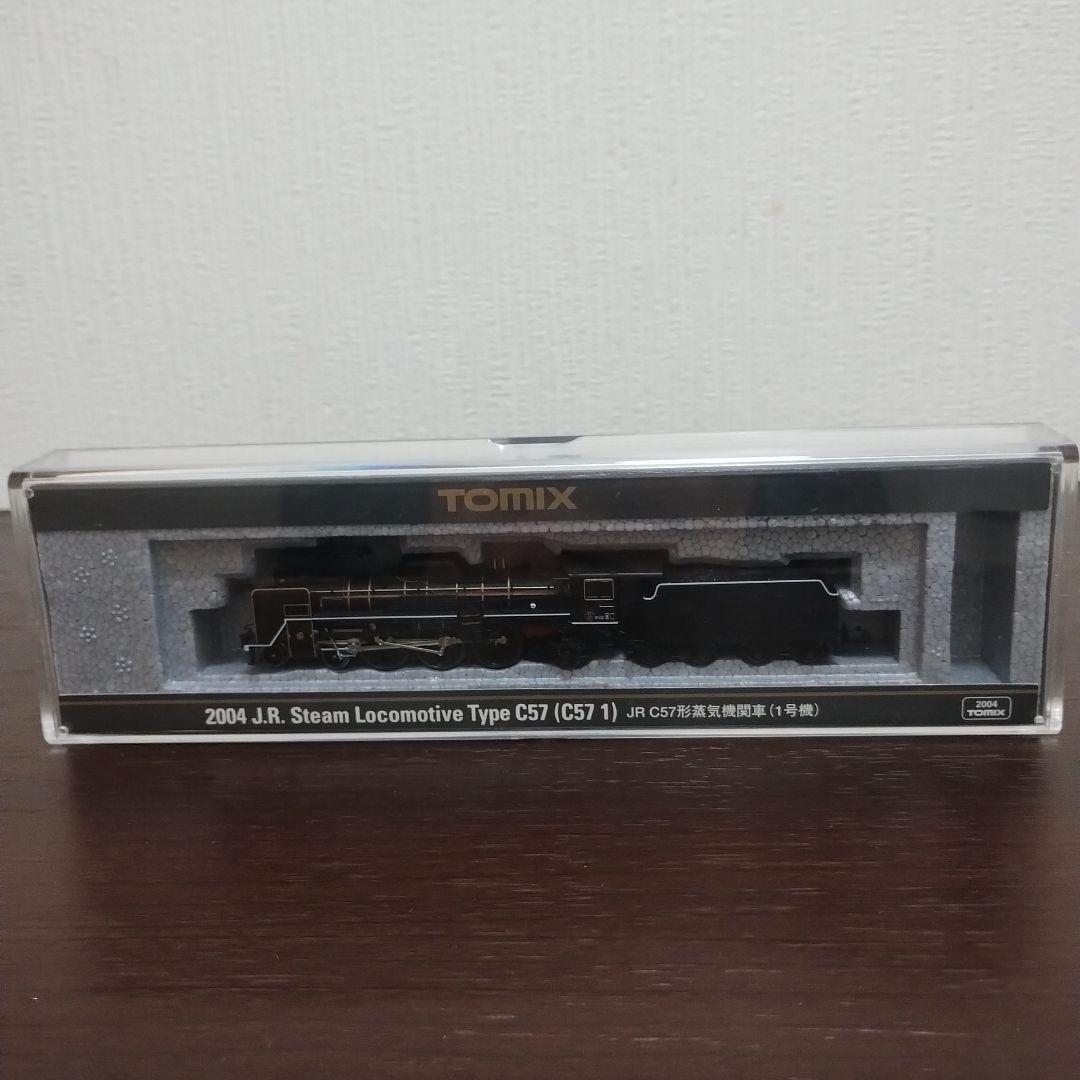 TOMIX
2004 J.R. Steam Locomotive Type C57 (C57 1) JR C57形蒸気機関車(1号機)
2004
TOMIX